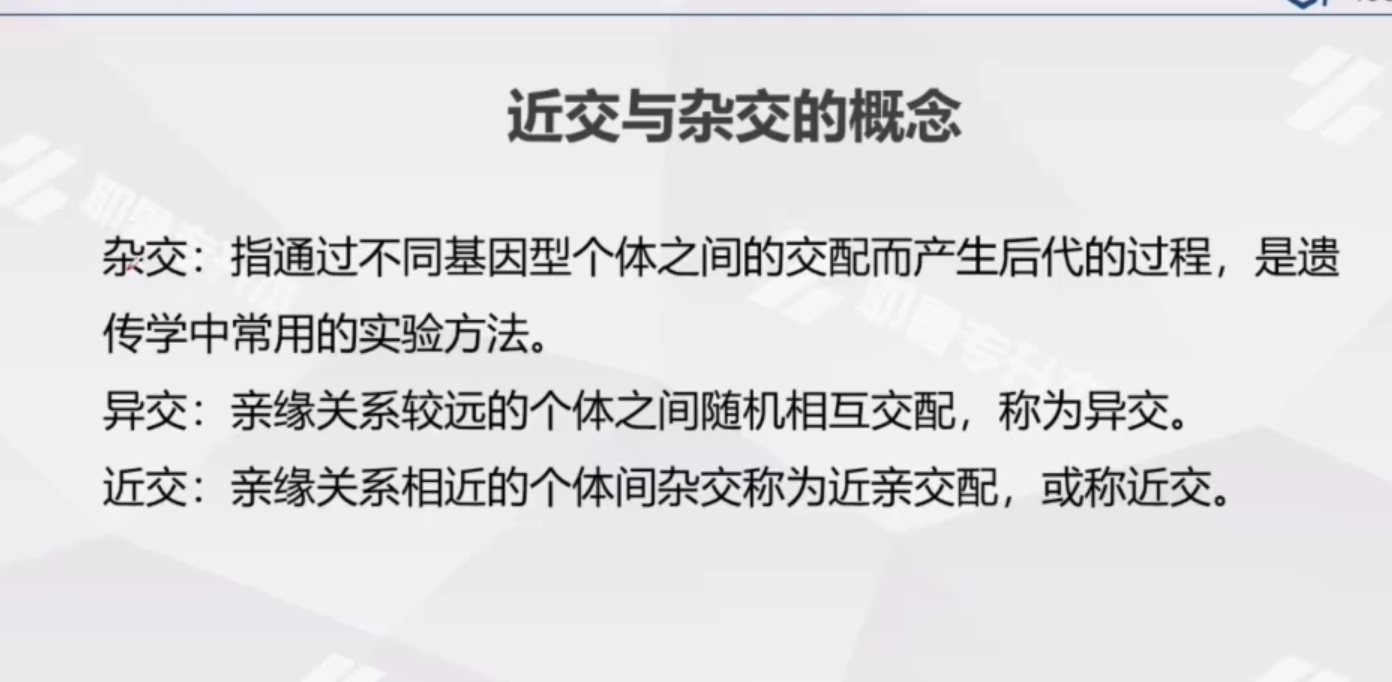 近交与杂交的概念
杂交：指通过不同基因型个体之间的交配而产生后代的过程，是遗
传学中常用的实验方法。
异交：亲缘关系较远的个体之间随机相互交配，称为异交。
近交：亲缘关系相近的个体间杂交称为近亲交配，或称近交。